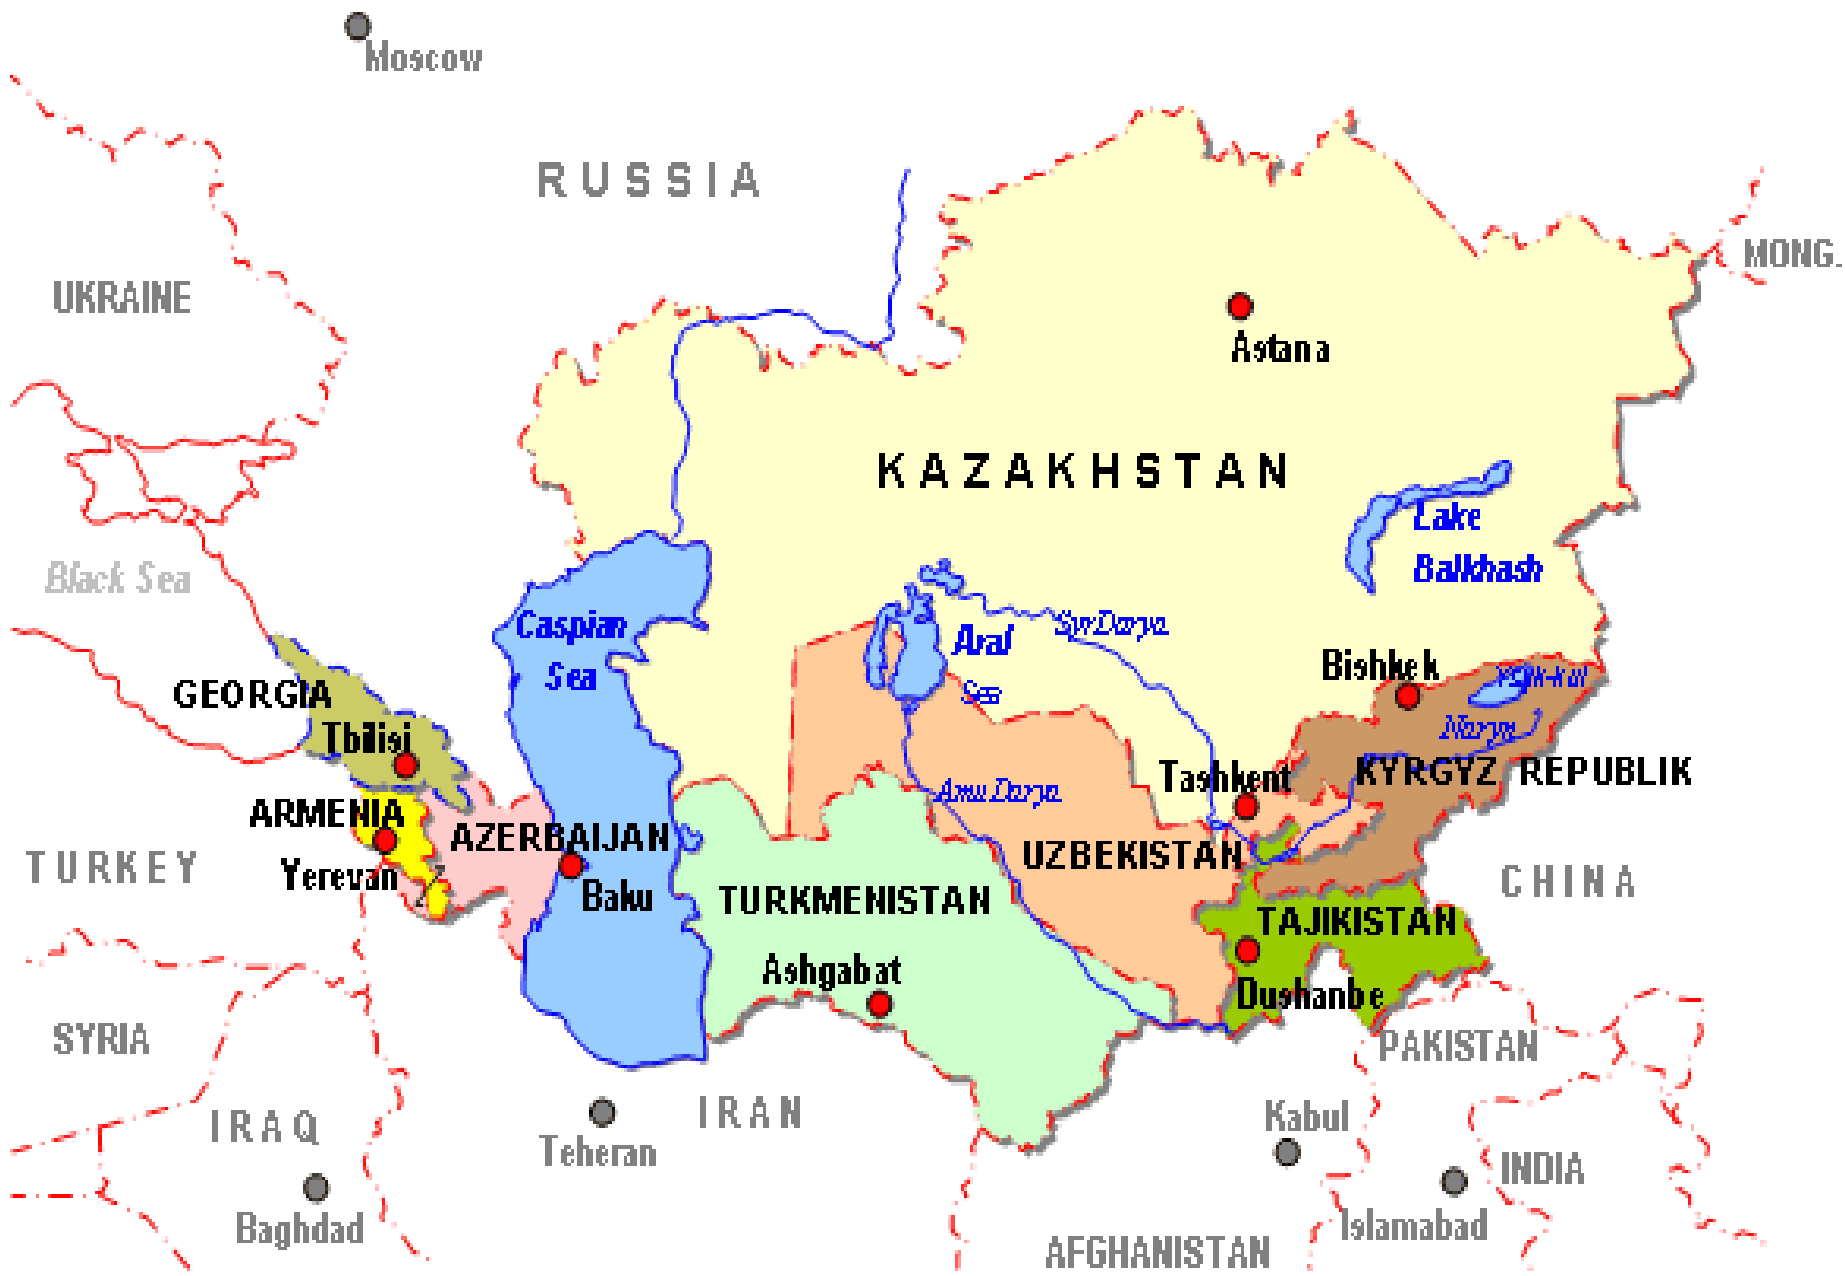 Moscow
RUSSIA
MONG.
UKRAINE
Astana
KAZAKHSTAN
Lake
Balkhash
Black Sea
Caspian
Sea
Aral
Sea
Syr Darya
Bishkek
Ysyk-kul
Naryn
GEORGIA
Tbilisi
Tashkent
KYRGYZ REPUBLIK
Amu Darya
ARMENIA
AZERBAIJAN
UZBEKISTAN
TURKEY
Yerevan
Baku
TURKMENISTAN
CHINA
TAJIKISTAN
Ashgabat
Dushanbe
SYRIA
PAKISTAN
IRAN
IRAQ
Teheran
Kabul
INDIA
Baghdad
Islamabad
AFGHANISTAN